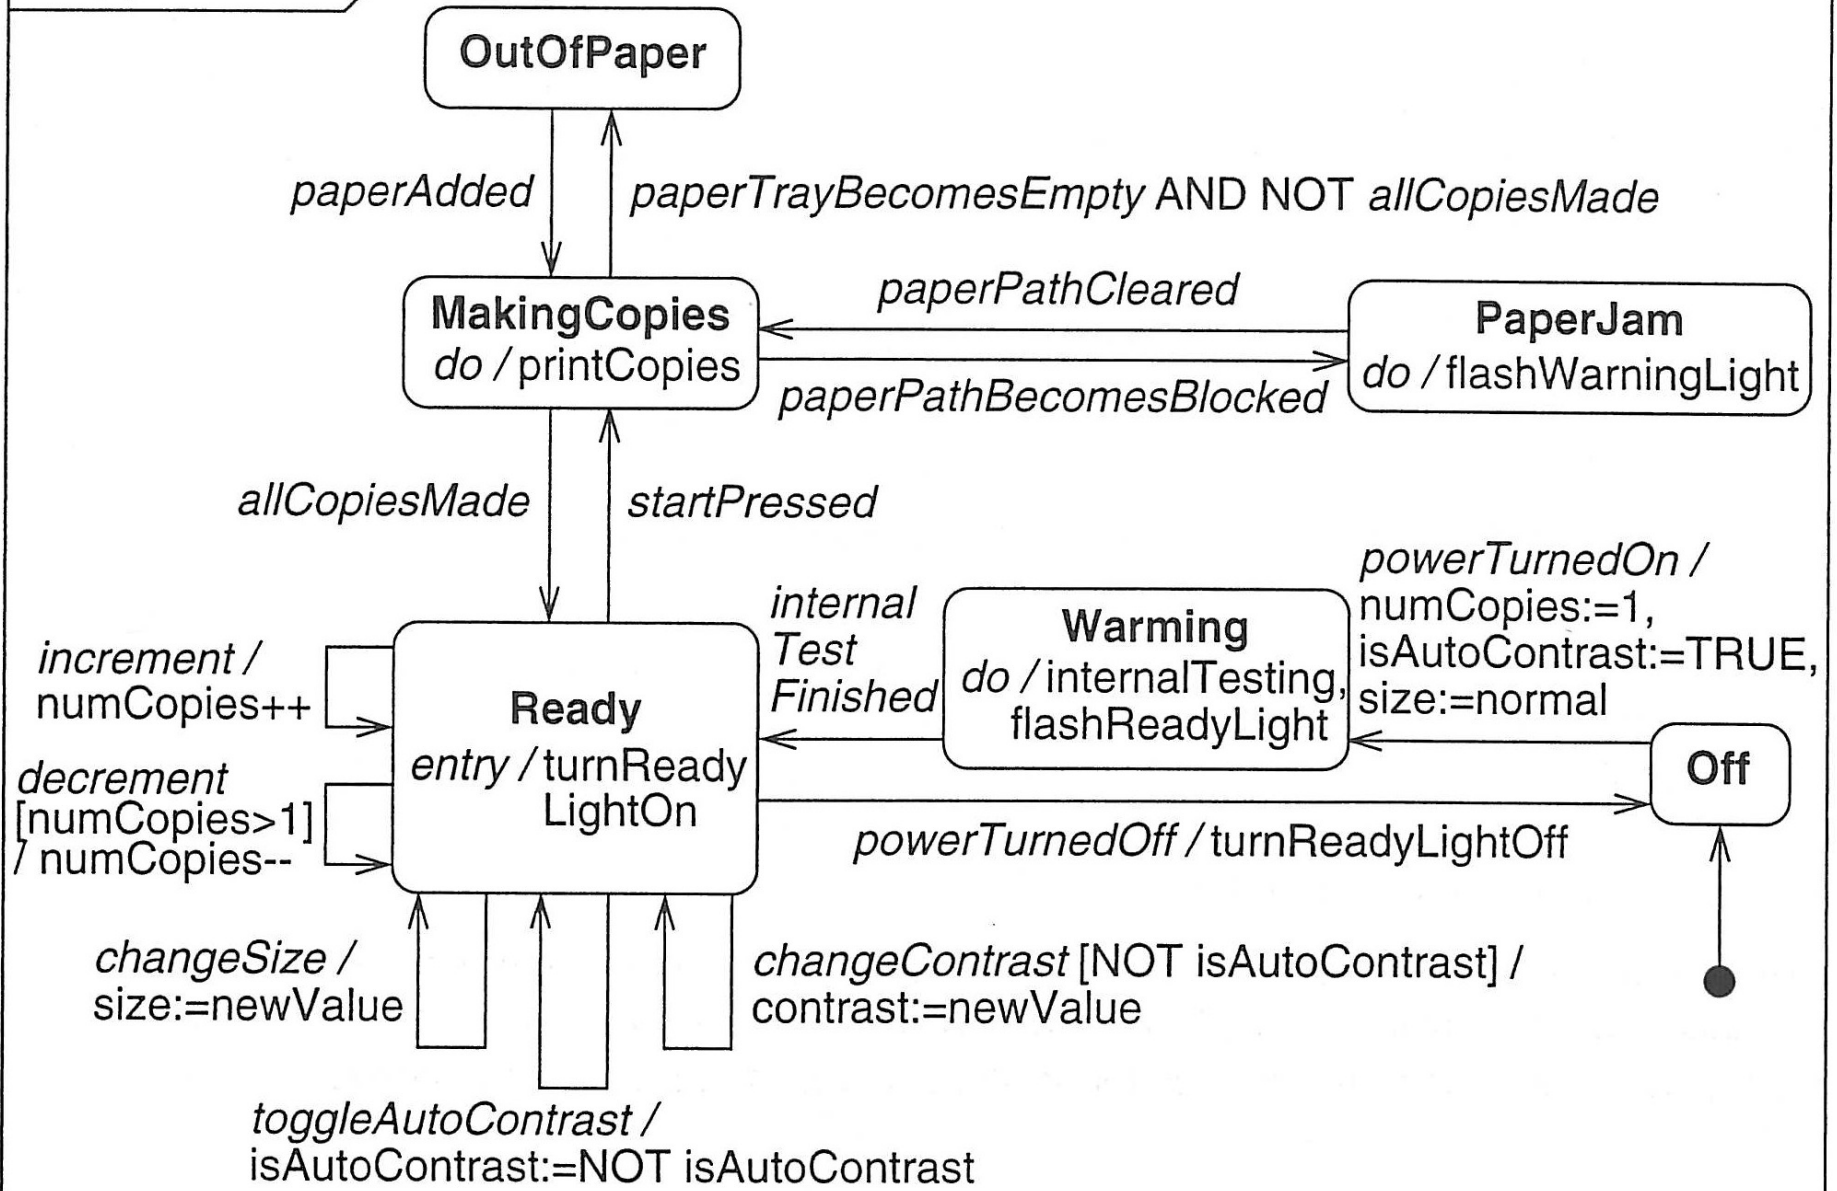 OutOfPaper
paperAdded
paperTrayBecomesEmpty AND NOT allCopiesMade
MakingCopies
do / printCopies
paperPathCleared
paperPathBecomesBlocked
PaperJam
do / flashWarningLight
allCopiesMade
startPressed
internal
Test
Finished
Warming
do / internalTesting,
flashReadyLight
powerTurnedOn /
numCopies:=1,
isAutoContrast:=TRUE,
size:=normal
increment /
numCopies++
decrement
[numCopies>1]
/ numCopies--
Ready
entry / turnReady
LightOn
Off
powerTurnedOff / turnReadyLightOff
changeSize /
size:=newValue
changeContrast [NOT isAutoContrast] /
contrast:=newValue
toggleAutoContrast /
isAutoContrast:=NOT isAutoContrast